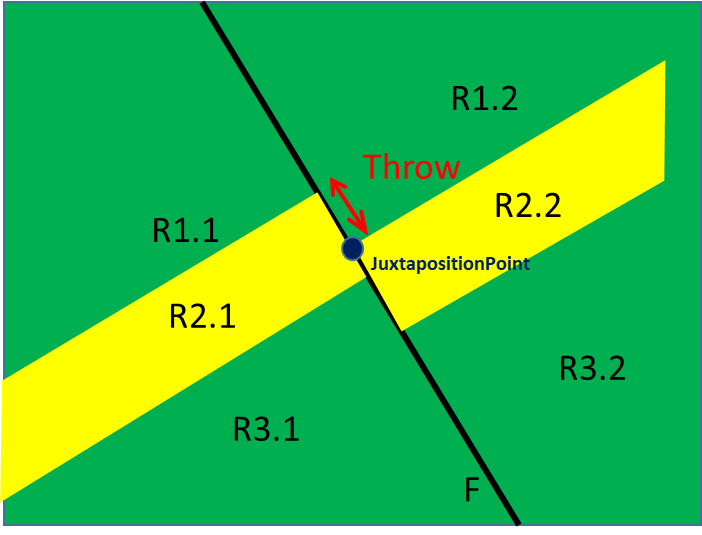 R1.2
Throw
R2.2
R1.1
JuxtapositionPoint
R2.1
R3.2
R3.1
F